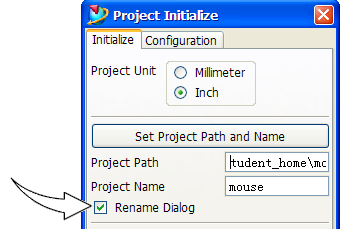 Project Initialize
Initialize Configuration
Project Unit
Millimeter
Inch
Set Project Path and Name
Project Path tudent_home\mo
Project Name mouse
Rename Dialog